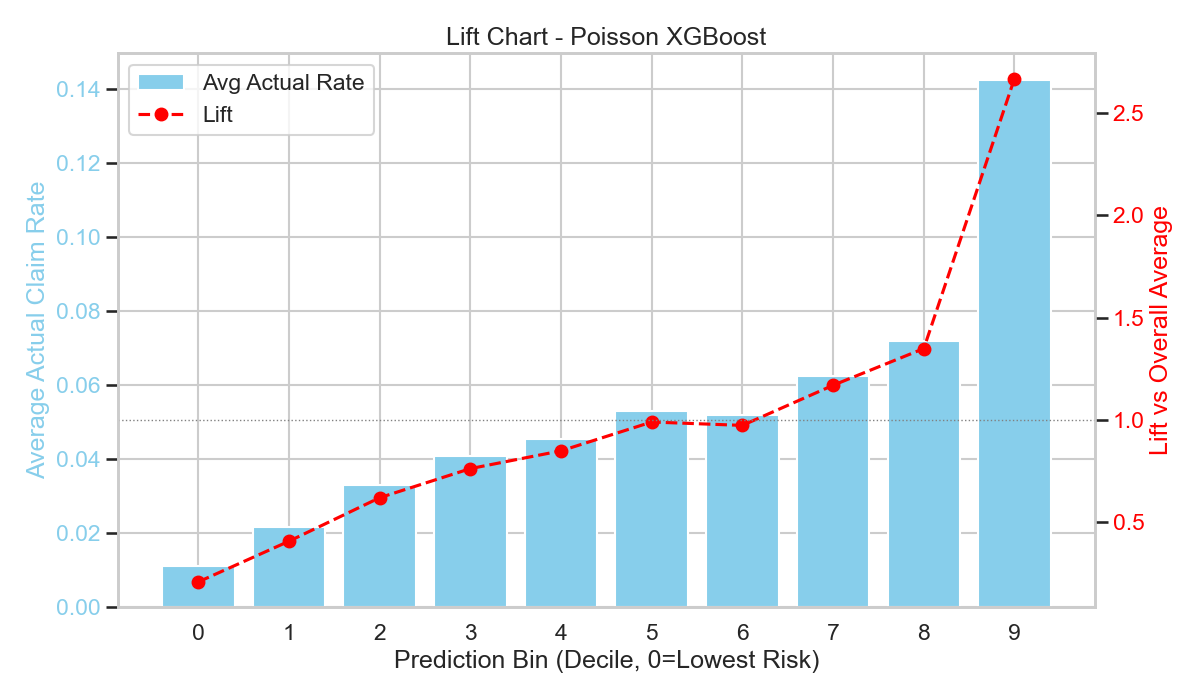 Lift Chart - Poisson XGBoost
Avg Actual Rate
Lift
Average Actual Claim Rate
0.14
0.12
0.10
0.08
0.06
0.04
0.02
0.00
2.5
2.0
1.5
1.0
0.5
Lift vs Overall Average
0 1 2 3 4 5 6 7 8 9
Prediction Bin (Decile, 0=Lowest Risk)